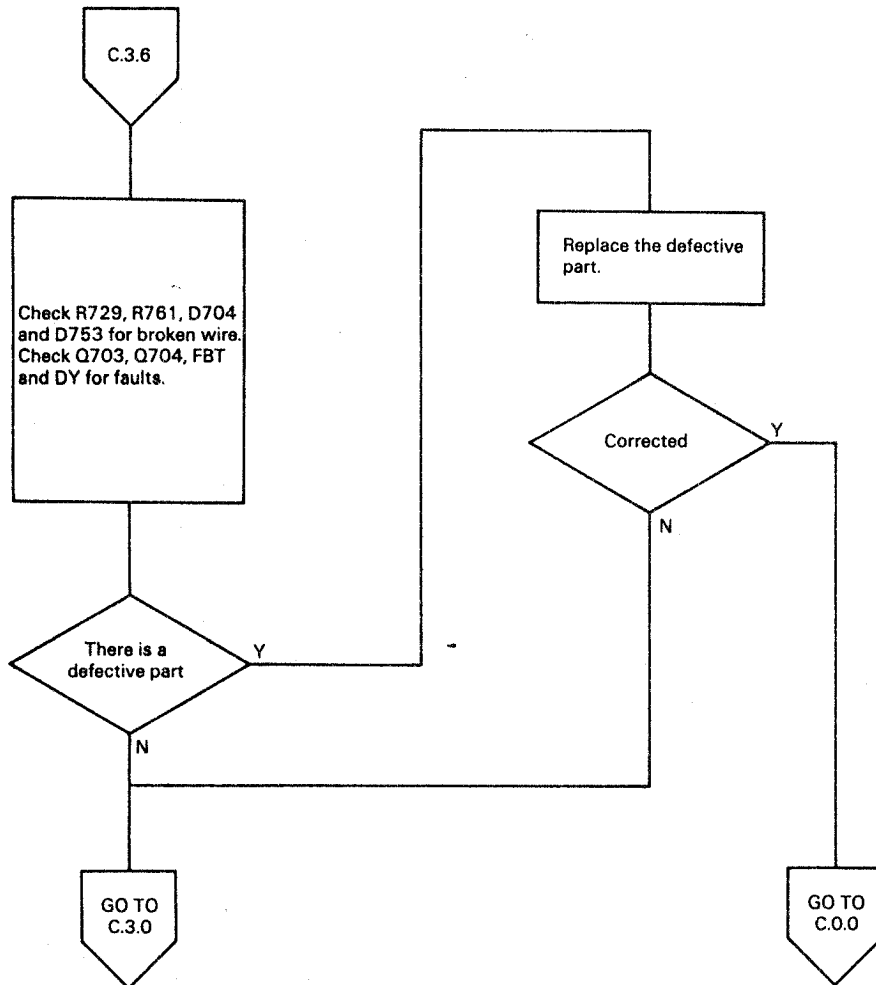 C.3.6
Check R729, R761, D704
and D753 for broken wire.
Check Q703, Q704, FBT
and DY for faults.
There is a
defective part
Y
N
Replace the defective
part.
Corrected
Y
N
GO TO
C.3.0
GO TO
C.0.0